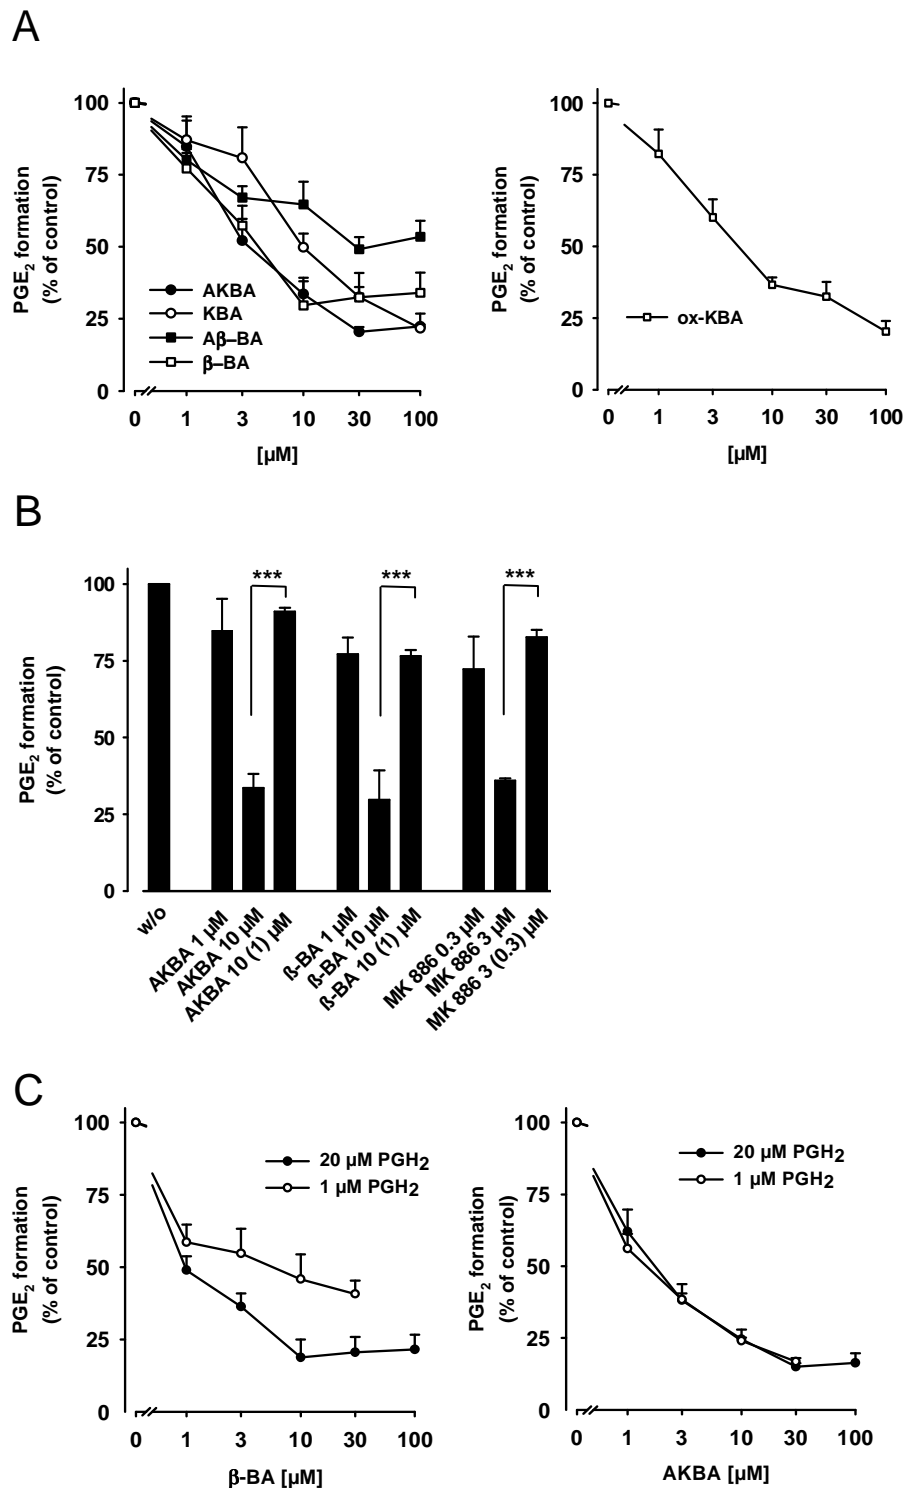 A
PGE2 formation
(% of control)
100
75
50
25
0
AKBA
KBA
Aβ–BA
β–BA
0 1 3 10 30 100
[µM]
PGE2 formation
(% of control)
100
75
50
25
0
ox-KBA
0 1 3 10 30 100
[µM]
B
PGE2 formation
(% of control)
100
75
50
25
0
***
***
***
w/o
AKBA 1 µM
AKBA 10 µM
AKBA 10 (1) µM
ß-BA 1 µM
ß-BA 10 µM
ß-BA 10 (1) µM
MK 886 0.3 µM
MK 886 3 µM
MK 886 3 (0.3) µM
C
PGE2 formation
(% of control)
100
75
50
25
0
20 µM PGH2
1 µM PGH2
0 1 3 10 30 100
β-BA [µM]
PGE2 formation
(% of control)
100
75
50
25
0
20 µM PGH2
1 µM PGH2
0 1 3 10 30 100
AKBA [µM]